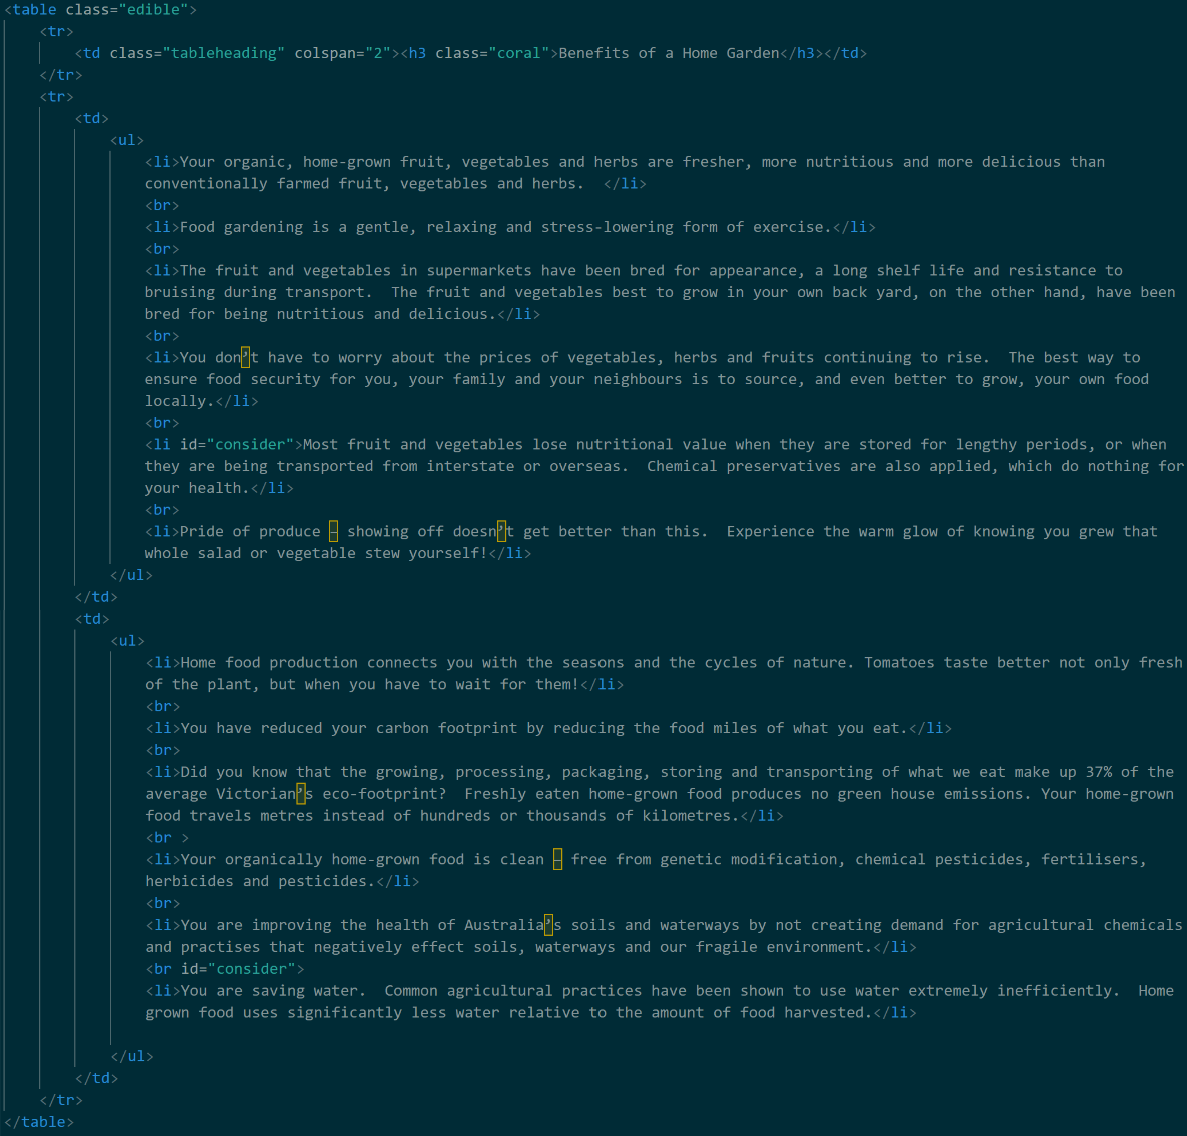 <table class="edible">
<tr>
<td class="tableheading" colspan="2"><h3 class="coral">Benefits of a Home Garden</h3></td>
</tr>
<tr>
<td>
<ul>
<li>Your organic, home-grown fruit, vegetables and herbs are fresher, more nutritious and more delicious than
conventionally farmed fruit, vegetables and herbs.  </li>
<br>
<li>Food gardening is a gentle, relaxing and stress-lowering form of exercise.</li>
<br>
<li>The fruit and vegetables in supermarkets have been bred for appearance, a long shelf life and resistance to
bruising during transport.  The fruit and vegetables best to grow in your own back yard, on the other hand, have been
bred for being nutritious and delicious.</li>
<br>
<li>You don’t have to worry about the prices of vegetables, herbs and fruits continuing to rise.  The best way to
ensure food security for you, your family and your neighbours is to source, and even better to grow, your own food
locally.</li>
<br>
<li id="consider">Most fruit and vegetables lose nutritional value when they are stored for lengthy periods, or when
they are being transported from interstate or overseas.  Chemical preservatives are also applied, which do nothing for
your health.</li>
<br>
<li>Pride of produce – showing off doesn’t get better than this.  Experience the warm glow of knowing you grew that
whole salad or vegetable stew yourself!</li>
</ul>
</td>
<td>
<ul>
<li>Home food production connects you with the seasons and the cycles of nature. Tomatoes taste better not only fresh
of the plant, but when you have to wait for them!</li>
<br>
<li>You have reduced your carbon footprint by reducing the food miles of what you eat.</li>
<br>
<li>Did you know that the growing, processing, packaging, storing and transporting of what we eat make up 37% of the
average Victorian’s eco-footprint?  Freshly eaten home-grown food produces no green house emissions. Your home-grown
food travels metres instead of hundreds or thousands of kilometres.</li>
<br >
<li>Your organically home-grown food is clean – free from genetic modification, chemical pesticides, fertilisers,
herbicides and pesticides.</li>
<br>
<li>You are improving the health of Australia’s soils and waterways by not creating demand for agricultural chemicals
and practises that negatively effect soils, waterways and our fragile environment.</li>
<br id="consider">
<li>You are saving water.  Common agricultural practices have been shown to use water extremely inefficiently.  Home
grown food uses significantly less water relative to the amount of food harvested.</li>
</ul>
</td>
</tr>
</table>